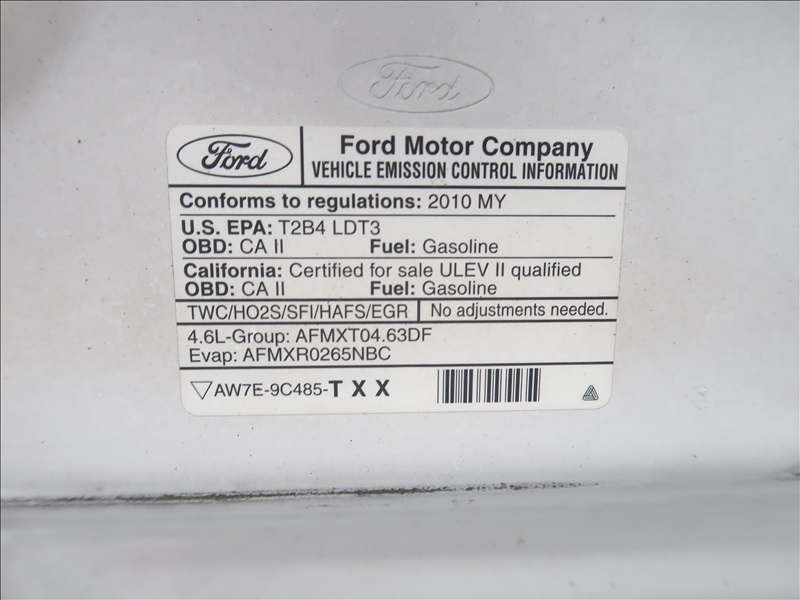 Ford
Ford
Ford Motor Company
VEHICLE EMISSION CONTROL INFORMATION
Conforms to regulations: 2010 MY
U.S. EPA: T2B4 LDT3
OBD: CA II Fuel: Gasoline
California: Certified for sale ULEV II qualified
OBD: CA II Fuel: Gasoline
TWC/HO2S/SFI/HAFS/EGR No adjustments needed.
4.6L-Group: AFMXT04.63DF
Evap: AFMXR0265NBC
AW7E-9C485-TXX